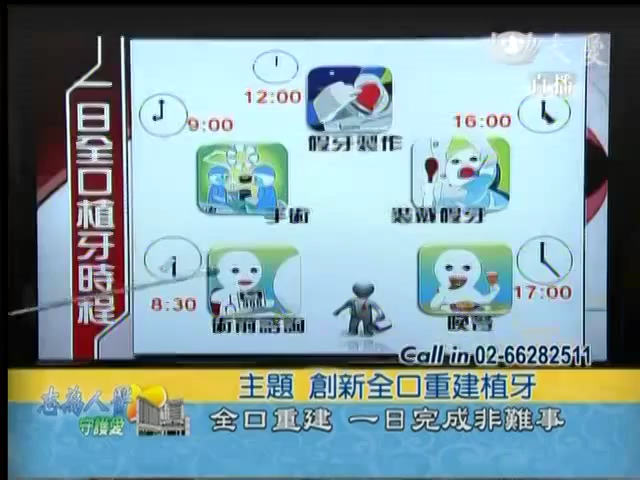 大愛
直播
一日全口植牙時程
12:00
9:00
16:00
假牙製作
手術
裝戴假牙
8:30
17:00
術前諮詢
晚餐
Call in 02-66282511
志為人醫
守護愛
主題 創新全口重建植牙
全口重建 一日完成非難事